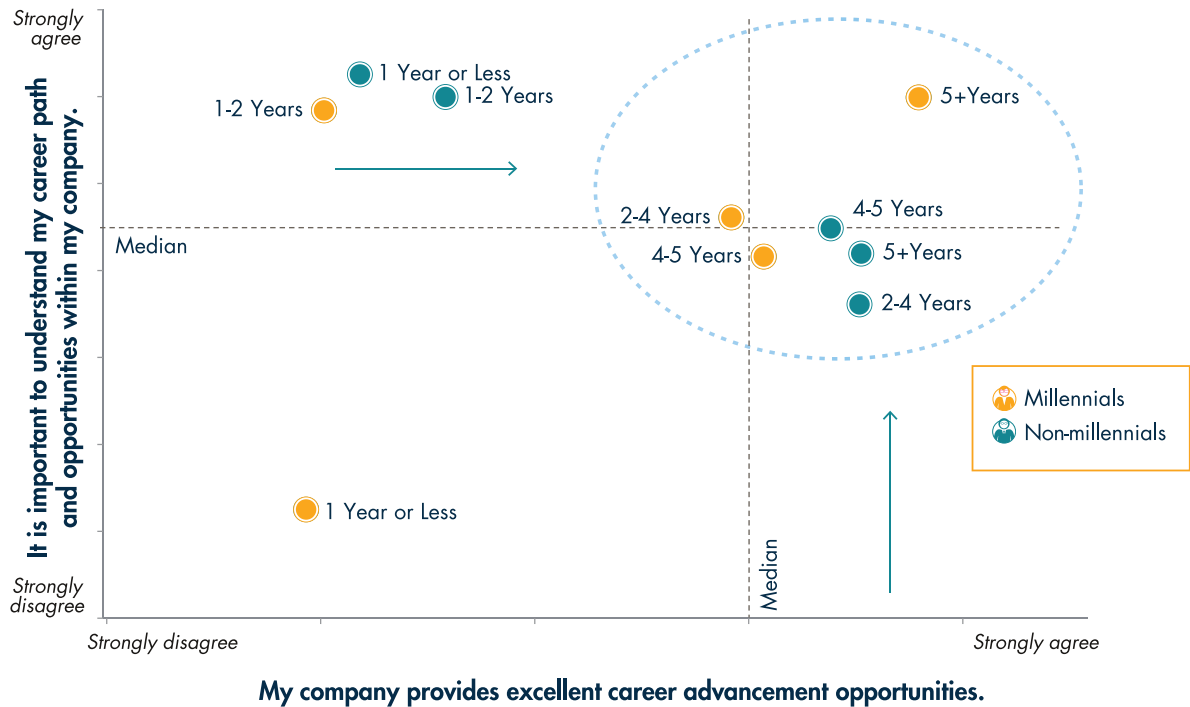 Strongly
agree
It is important to understand my career path
and opportunities within my company.
1 Year or Less
1-2 Years
1-2 Years
5+Years
2-4 Years
4-5 Years
Median
4-5 Years
5+Years
2-4 Years
Millennials
Non-millennials
1 Year or Less
Median
Strongly
disagree
Strongly disagree
Strongly agree
My company provides excellent career advancement opportunities.